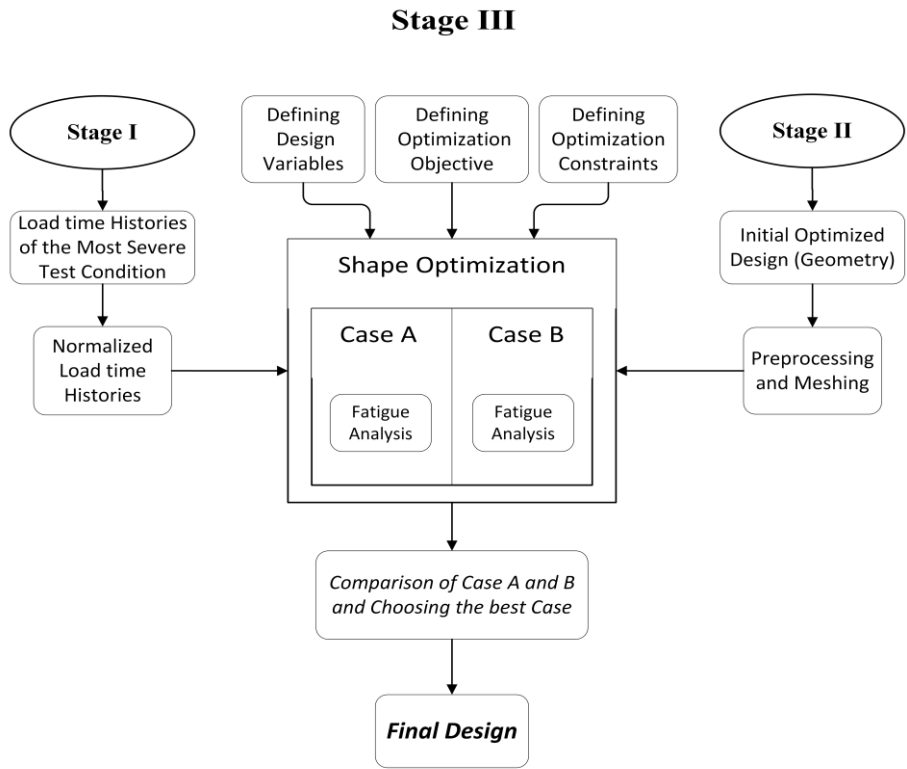 Stage III
Stage I
Load time Histories
of the Most Severe
Test Condition
Normalized
Load time
Histories
Defining
Design
Variables
Defining
Optimization
Objective
Defining
Optimization
Constraints
Stage II
Initial Optimized
Design (Geometry)
Preprocessing
and Meshing
Shape Optimization
Case A
Fatigue
Analysis
Case B
Fatigue
Analysis
Comparison of Case A and B
and Choosing the best Case
Final Design